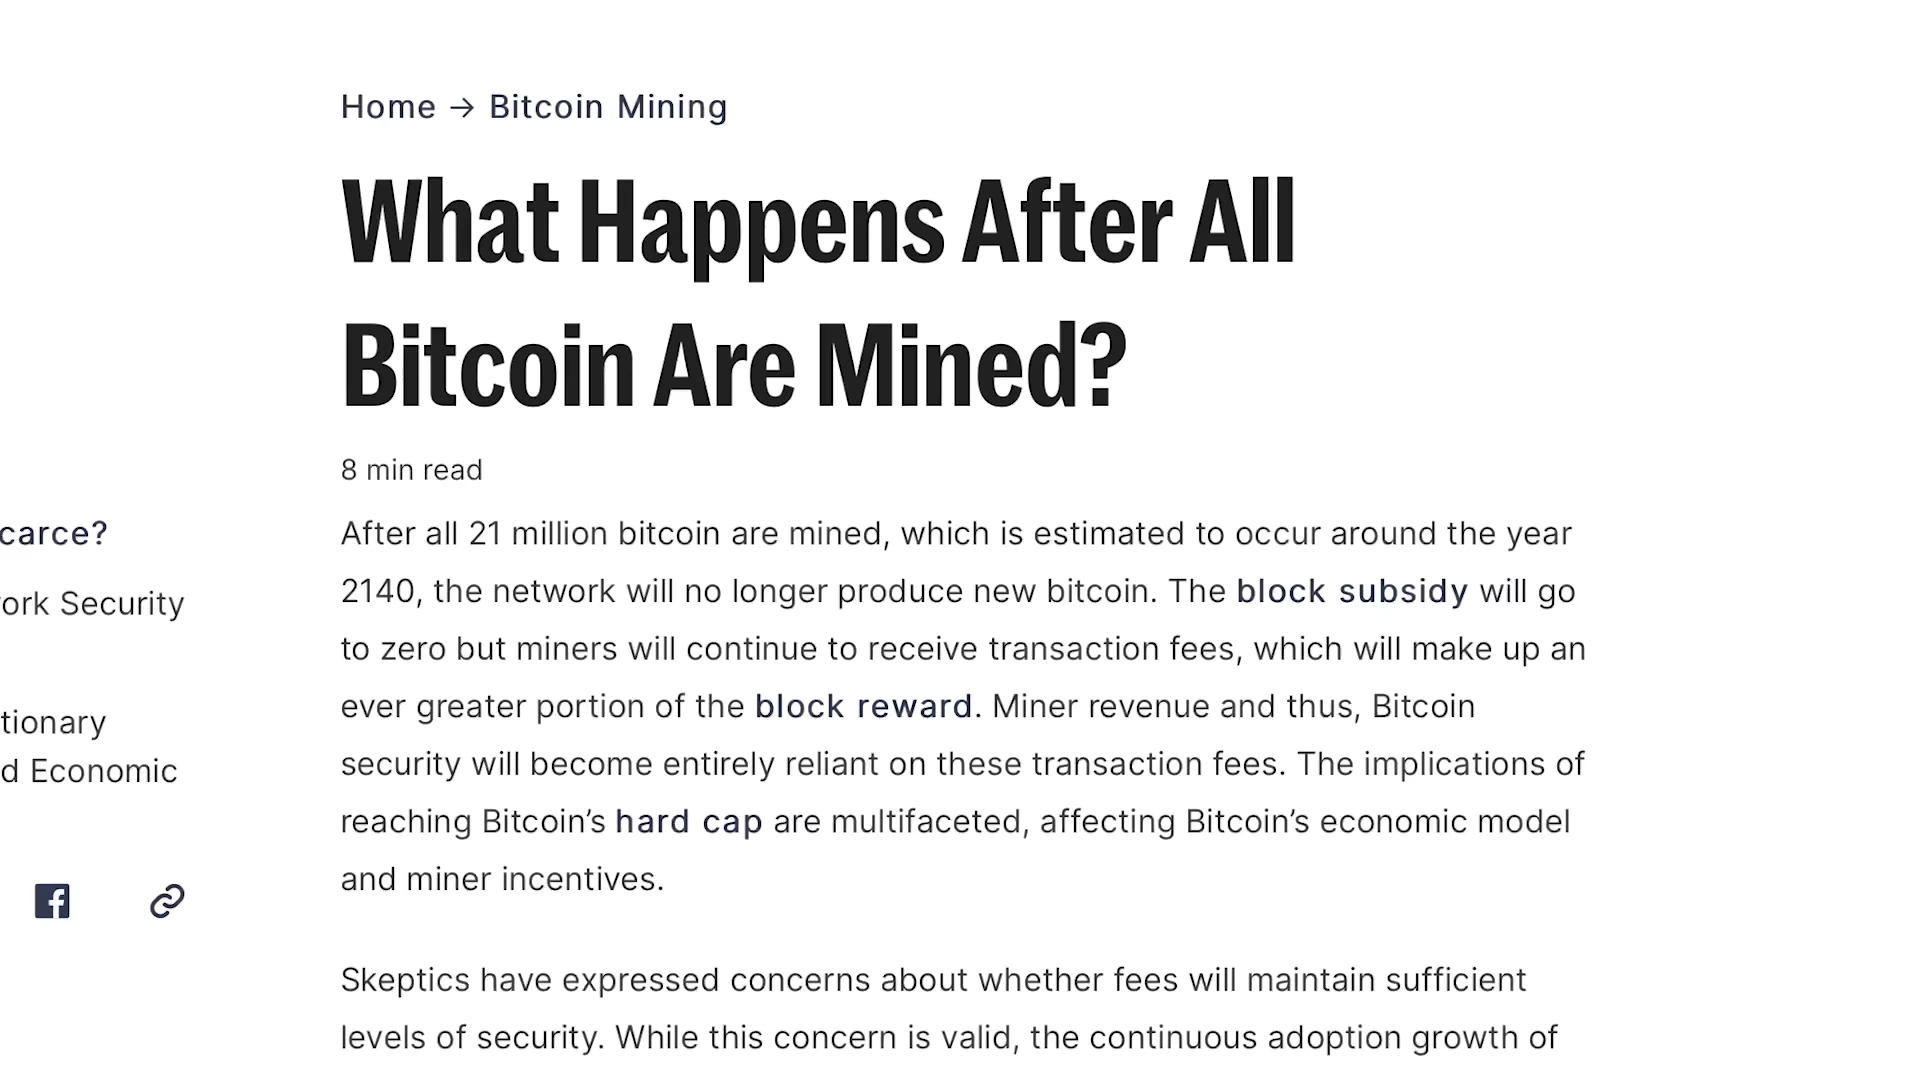 Home → Bitcoin Mining
What Happens After All
Bitcoin Are Mined?
8 min read
carce?
ork Security
tionary
d Economic
After all 21 million bitcoin are mined, which is estimated to occur around the year
2140, the network will no longer produce new bitcoin. The block subsidy will go
to zero but miners will continue to receive transaction fees, which will make up an
ever greater portion of the block reward. Miner revenue and thus, Bitcoin
security will become entirely reliant on these transaction fees. The implications of
reaching Bitcoin’s hard cap are multifaceted, affecting Bitcoin’s economic model
and miner incentives.
Skeptics have expressed concerns about whether fees will maintain sufficient
levels of security. While this concern is valid, the continuous adoption growth of